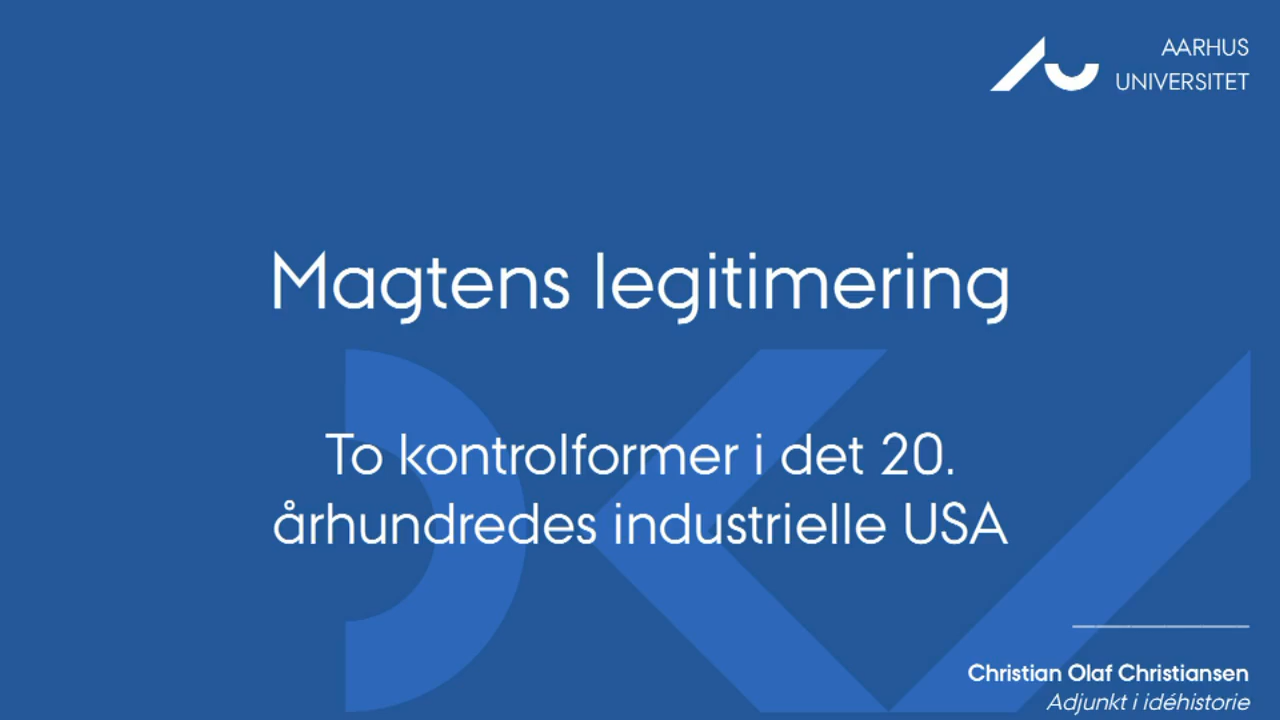 AARHUS
UNIVERSITET
Magtens legitimering
To kontrolformer i det 20.
århundredes industrielle USA
Christian Olaf Christiansen
Adjunkt i idéhistorie